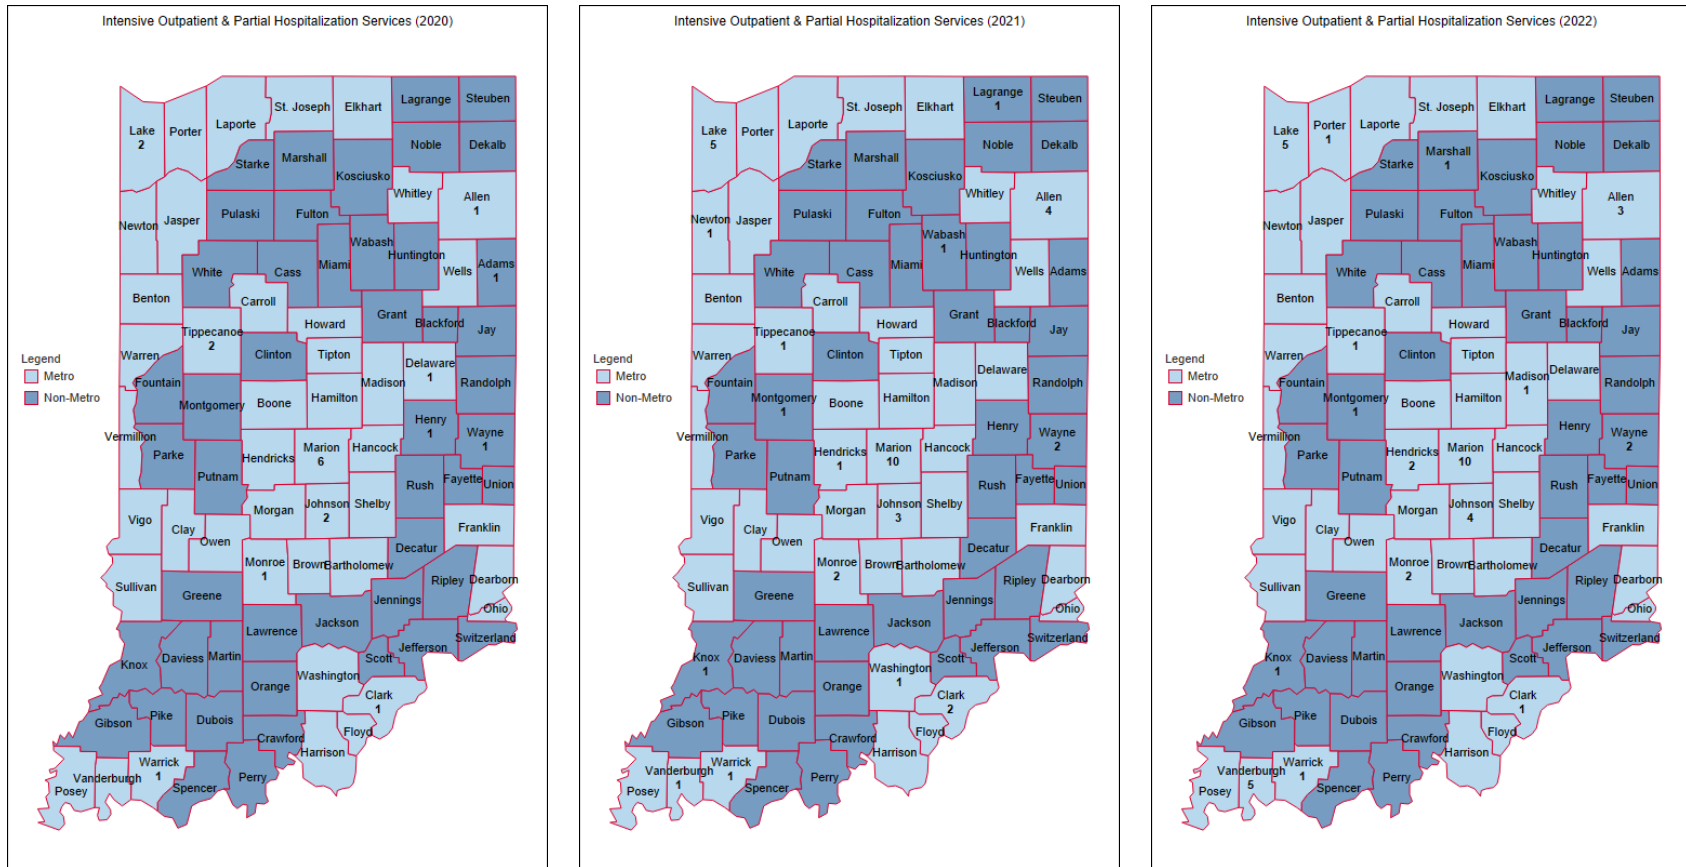 Intensive Outpatient & Partial Hospitalization Services (2020)
Lagrange
Steuben
St. Joseph
Elkhart
Laporte
Lake
2
Porter
Noble
Dekalb
Starke
Marshall
Kosciusko
Whitley
Allen
1
Newton
Jasper
Pulaski
Fulton
Wabash
Huntington
White
Cass
Miami
Wells
Adams
1
Benton
Carroll
Grant
Blackford
Jay
Tippecanoe
2
Howard
Warren
Clinton
Tipton
Delaware
1
Legend
Metro
Non-Metro
Fountain
Madison
Randolph
Montgomery
Boone
Hamilton
Henry
1
Wayne
1
Vermillion
Parke
Hendricks
Marion
6
Hancock
Putnam
Rush
Fayette
Union
Vigo
Morgan
Johnson
2
Shelby
Clay
Owen
Franklin
Decatur
Monroe
1
Brown
Bartholomew
Sullivan
Greene
Ripley
Dearborn
Jennings
Ohio
Jackson
Lawrence
Switzerland
Knox
Daviess
Martin
Jefferson
Scott
Washington
Orange
Clark
1
Gibson
Pike
Dubois
Floyd
Crawford
Harrison
Warrick
1
Vanderburgh
Posey
Perry
Spencer
Intensive Outpatient & Partial Hospitalization Services (2021)
Lagrange
1
Steuben
St. Joseph
Elkhart
Laporte
Lake
5
Porter
Noble
Dekalb
Starke
Marshall
Kosciusko
Whitley
Allen
4
Newton
1
Jasper
Pulaski
Fulton
Wabash
1
Huntington
White
Cass
Miami
Wells
Adams
Benton
Carroll
Grant
Blackford
Jay
Tippecanoe
1
Howard
Warren
Clinton
Tipton
Delaware
Legend
Metro
Non-Metro
Fountain
Madison
Randolph
Montgomery
1
Boone
Hamilton
Henry
Wayne
2
Vermillion
Parke
Hendricks
1
Marion
10
Hancock
Putnam
Rush
Fayette
Union
Vigo
Morgan
Johnson
3
Shelby
Clay
Owen
Franklin
Decatur
Monroe
2
Brown
Bartholomew
Sullivan
Greene
Ripley
Dearborn
Jennings
Ohio
Jackson
Lawrence
Switzerland
Knox
1
Daviess
Martin
Jefferson
Scott
Washington
1
Orange
Clark
2
Gibson
Pike
Dubois
Floyd
Crawford
Harrison
Warrick
1
Vanderburgh
1
Posey
Perry
Spencer
Intensive Outpatient & Partial Hospitalization Services (2022)
Lagrange
Steuben
St. Joseph
Elkhart
Laporte
Lake
5
Porter
1
Noble
Dekalb
Starke
Marshall
1
Kosciusko
Whitley
Allen
3
Newton
Jasper
Pulaski
Fulton
Wabash
Huntington
White
Cass
Miami
Wells
Adams
Benton
Carroll
Grant
Blackford
Jay
Tippecanoe
1
Howard
Warren
Clinton
Tipton
Delaware
Legend
Metro
Non-Metro
Fountain
Madison
1
Randolph
Montgomery
1
Boone
Hamilton
Henry
Wayne
2
Vermillion
Parke
Hendricks
2
Marion
10
Hancock
Putnam
Rush
Fayette
Union
Vigo
Morgan
Johnson
4
Shelby
Clay
Owen
Franklin
Decatur
Monroe
2
Brown
Bartholomew
Sullivan
Greene
Ripley
Dearborn
Jennings
Ohio
Jackson
Lawrence
Switzerland
Knox
1
Daviess
Martin
Jefferson
Scott
Washington
Orange
Clark
1
Gibson
Pike
Dubois
Floyd
Crawford
Harrison
Warrick
1
Vanderburgh
5
Posey
Perry
Spencer